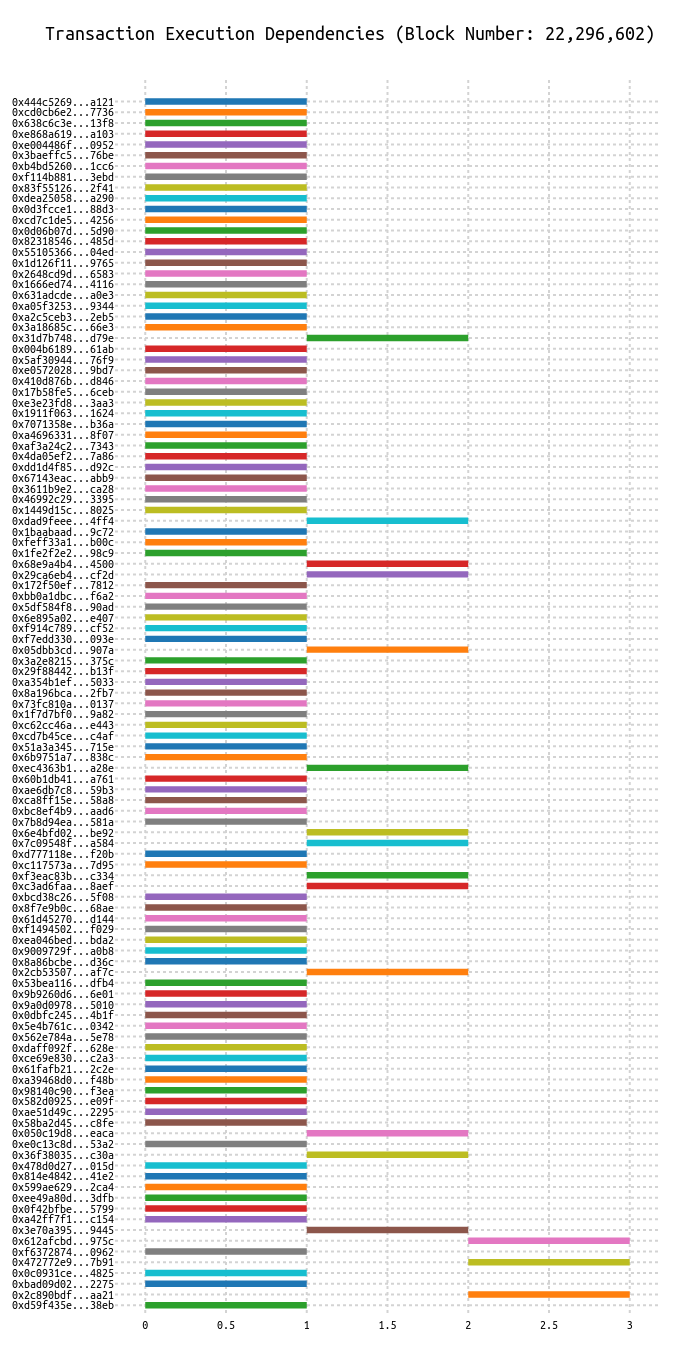 Transaction Execution Dependencies (Block Number: 22,296,602)
0x444c5269...a121
0xcd0cb6e2...7736
0x638c6c3e...13f8
0xe868a619...a103
0xe004486f...0952
0x3baeffc5...76be
0xb4bd5260...1cc6
0xf114b881...3ebd
0x83f55126...2f41
0xdea25058...a290
0x0d3fcce1...88d3
0xcd7c1de5...4256
0x0d06b07d...5d90
0x82318546...485d
0x55105366...04ed
0x1d126f11...9765
0x2648cd9d...6583
0x1666ed74...4116
0x631adcde...a0e3
0xa05f3253...9344
0xa2c5ceb3...2eb5
0x3a18685c...66e3
0x31d7b748...d79e
0x004b6189...61ab
0x5af30944...76f9
0xe0572028...9bd7
0x410d876b...d846
0x17b58fe5...6ceb
0xe3e23fd8...3aa3
0x1911f063...1624
0x7071358e...b36a
0xa4696331...8f07
0xaf3a24c2...7343
0x4da05ef2...7a86
0xdd1d4f85...d92c
0x67143eac...abb9
0x3611b9e2...ca28
0x46992c29...3395
0x1449d15c...8025
0xdad9feee...4ff4
0x1baabaad...9c72
0xfeff33a1...b00c
0x1fe2f2e2...98c9
0x68e9a4b4...4500
0x29ca6eb4...cf2d
0x172f50ef...7812
0xbb0a1dbc...f6a2
0x5df584f8...90ad
0x6e895a02...e407
0xf914c789...cf52
0xf7edd330...093e
0x05dbb3cd...907a
0x3a2e8215...375c
0x29f88442...b13f
0xa354b1ef...5033
0x8a196bca...2fb7
0x73fc810a...0137
0x1f7d7bf0...9a82
0xc62cc46a...e443
0xcd7b45ce...c4af
0x51a3a345...715e
0x6b9751a7...838c
0xec4363b1...a28e
0x60b1db41...a761
0xae6db7c8...59b3
0xca8ff15e...58a8
0xbc8ef4b9...aad6
0x7b8d94ea...581a
0x6e4bfd02...be92
0x7c09548f...a584
0xd777118e...f20b
0xc117573a...7d95
0xf3eac83b...c334
0xc3ad6faa...8aef
0xbcd38c26...5f08
0x8f7e9b0c...68ae
0x61d45270...d144
0xf1494502...f029
0xea046bed...bda2
0x9009729f...a0b8
0x8a86bcbe...d36c
0x2cb53507...af7c
0x53bea116...dfb4
0x9b9260d6...6e01
0x9a0d0978...5010
0x0dbfc245...4b1f
0x5e4b761c...0342
0x562e784a...5e78
0xdaff092f...628e
0xce69e830...c2a3
0x61fafb21...2c2e
0xa39468d0...f48b
0x98140c90...f3ea
0x582d0925...e09f
0xae51d49c...2295
0x58ba2d45...c8fe
0x050c19d8...eaca
0xe0c13c8d...53a2
0x36f38035...c30a
0x478d0d27...015d
0x814e4842...41e2
0x599ae629...2ca4
0xee49a80d...3dfb
0x0f42bfbe...5799
0xa42ff7f1...c154
0x3e70a395...9445
0x612afcbd...975c
0xf6372874...0962
0x472772e9...7b91
0x0c0931ce...4825
0xbad09d02...2275
0x2c890bdf...aa21
0xd59f435e...38eb
0 0.5 1 1.5 2 2.5 3